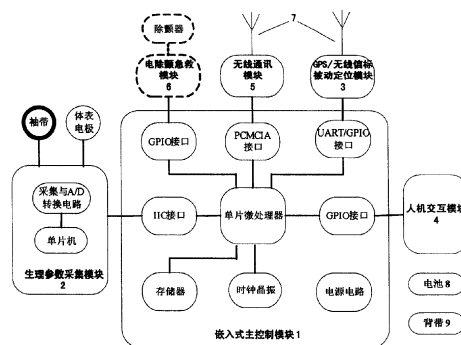 除颤器
7
电除颤急救
模块
6
无线通讯
模块
5
GPS/无线信标
被动定位模块
3
袖带
体表
电极
GPIO接口
PCMCIA
接口
UART/GPIO
接口
采集与A/D
转换电路
单片机
生理参数采集模块
2
IIC接口
单片微处理器
GPIO接口
人机交互模块
4
存储器
时钟晶振
电源电路
电池8
背带9
嵌入式主控制模块1